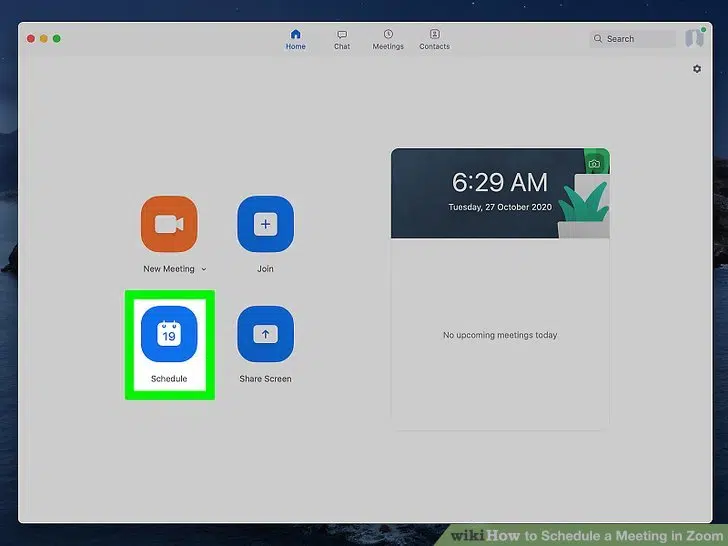 Home
Chat
Meetings
Contacts
Search
6:29 AM
Tuesday, 27 October 2020
New Meeting
Join
19
Schedule
Share Screen
No upcoming meetings today
wikiHow to Schedule a Meeting in Zoom